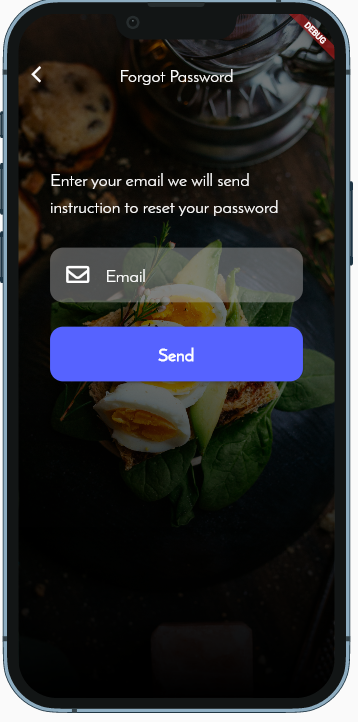 DEBUG
Forgot Password
Enter your email we will send
instruction to reset your password
Email
Send